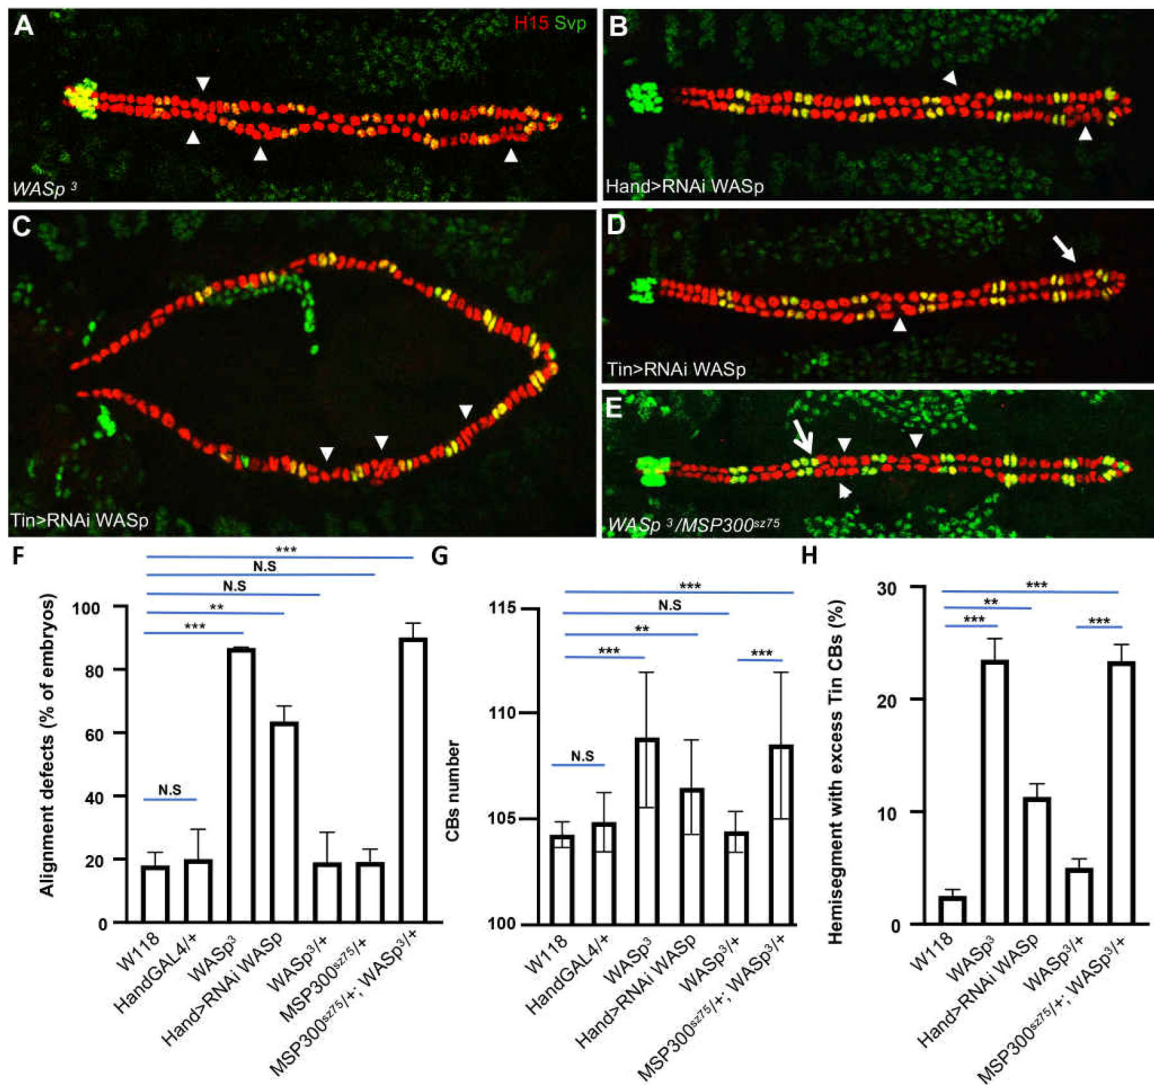 A
H15 Svp
WASp 3
B
Hand>RNAi WASp
C
Tin>RNAi WASp
D
Tin>RNAi WASp
E
WASp 3/MSP300sz75
F
***
N.S
N.S
**
***
N.S
Alignment defects (% of embryos)
100
80
60
40
20
0
W118
HandGAL4/+
WASp3
Hand>RNAi WASp
WASp3/+
MSP300sz75/+
MSP300sz75/+; WASp3/+
G
***
N.S
**
***
***
N.S
CBs number
115
110
105
100
W118
HandGAL4/+
WASp3
Hand>RNAi WASp
WASp3/+
MSP300sz75/+; WASp3/+
H
***
**
***
***
Hemisegment with excess Tin CBs (%)
30
20
10
0
W118
WASp3
Hand>RNAi WASp
WASp3/+
MSP300sz75/+; WASp3/+